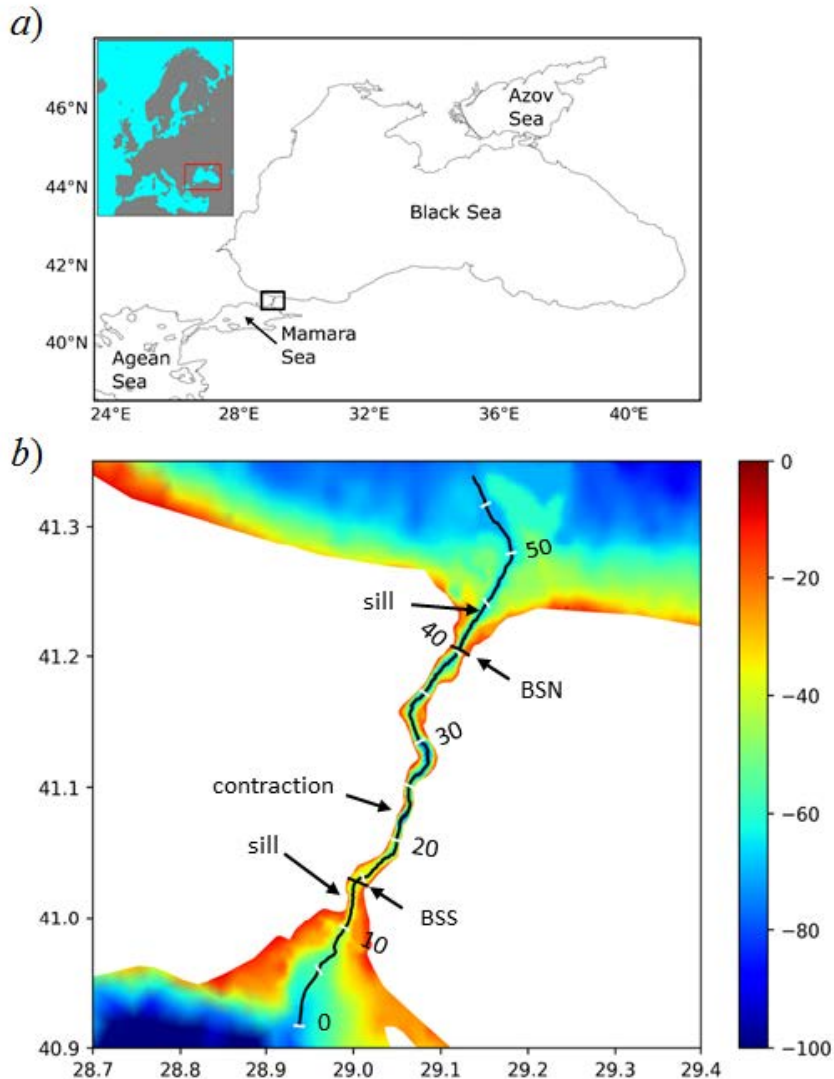 a)
46°N
44°N
42°N
40°N
Azov
Sea
Black Sea
Mamara
Sea
Agean
Sea
24°E
28°E
32°E
36°E
40°E
b)
41.3
41.2
41.1
41.0
40.9
50
sill
40
BSN
30
contraction
20
sill
BSS
10
0
28.7
28.8
28.9
29.0
29.1
29.2
29.3
29.4
0
−20
−40
−60
−80
−100